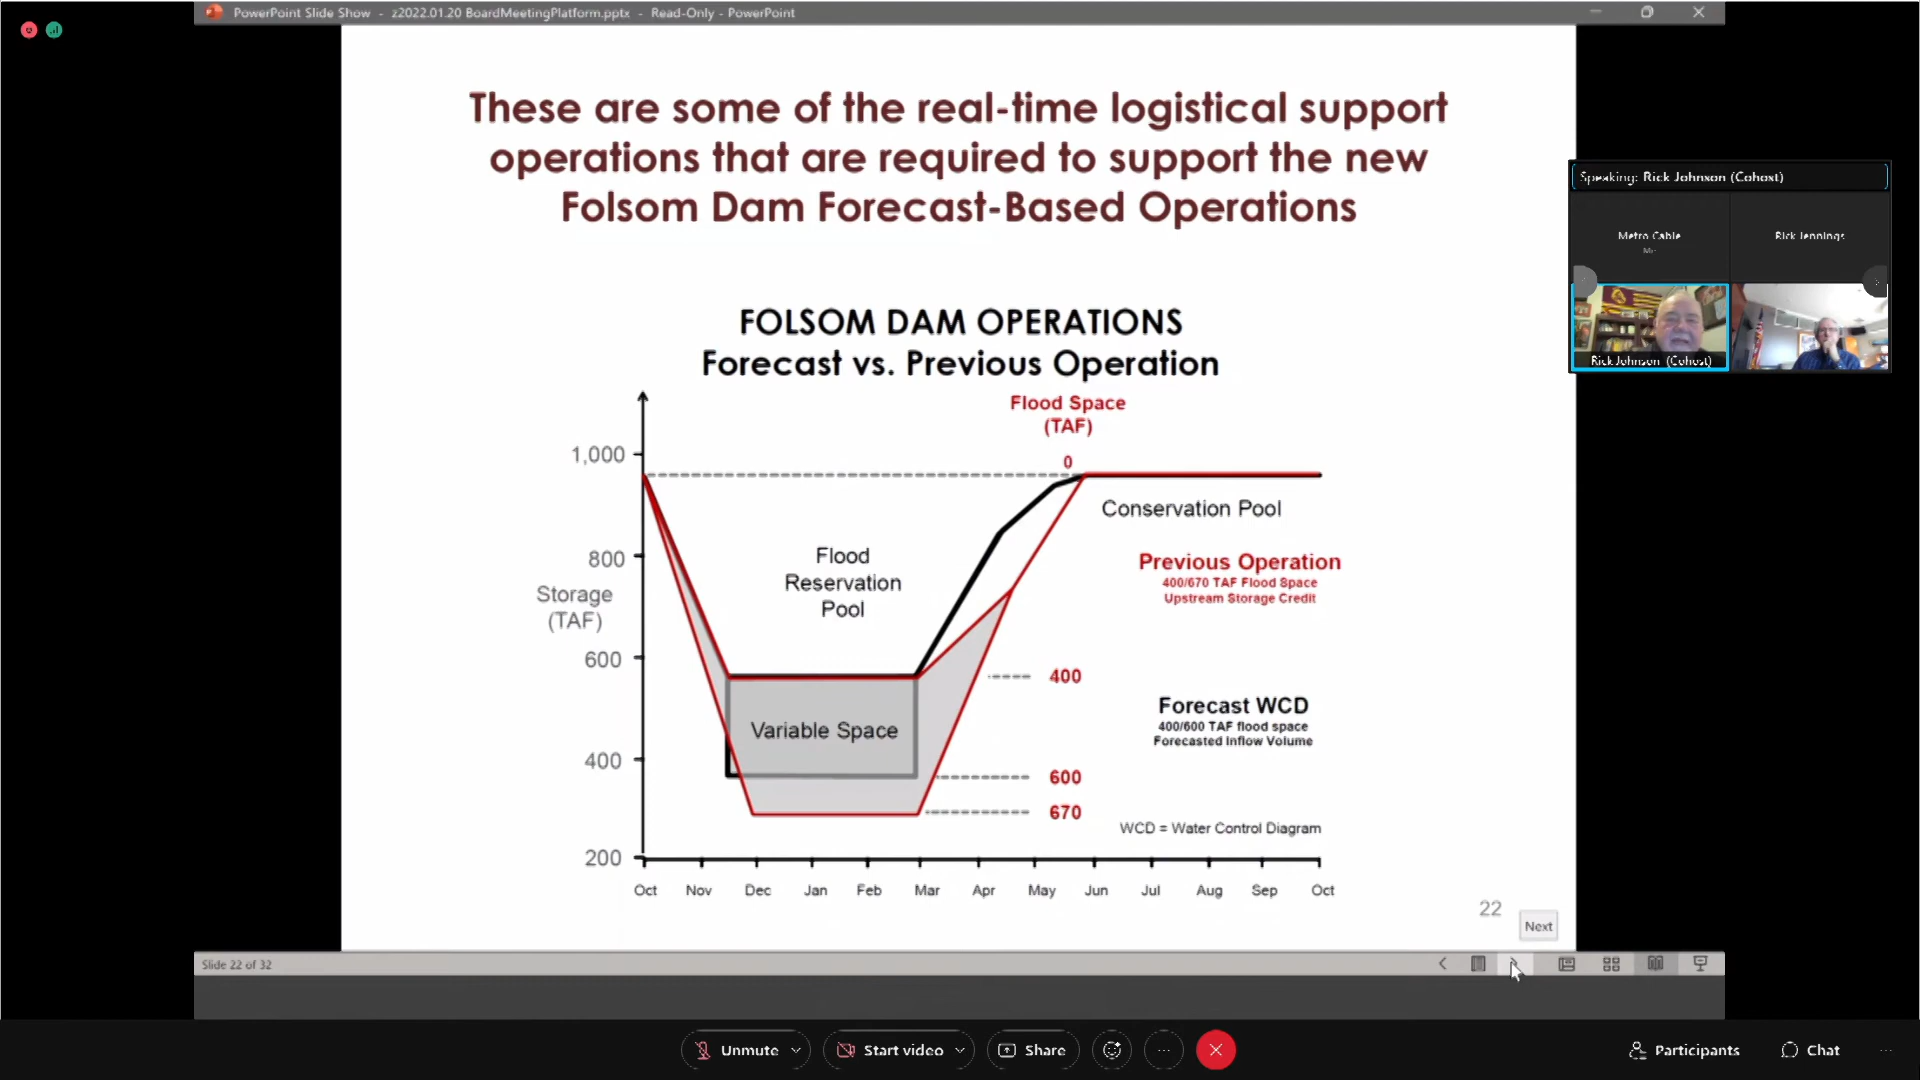 PowerPoint Slide Show - z2022.01.20 BoardMeetingPlatform.pptx - Read-Only - PowerPoint
These are some of the real-time logistical support
operations that are required to support the new
Folsom Dam Forecast-Based Operations
Speaking: Rick Johnson (Cohost)
Metro Cable
Me
Rick Jennings
Rick Johnson (Cohost)
FOLSOM DAM OPERATIONS
Forecast vs. Previous Operation
Flood Space
(TAF)
0
1,000
800
600
400
200
Storage
(TAF)
Flood
Reservation
Pool
Variable Space
Conservation Pool
Previous Operation
400/670 TAF Flood Space
Upstream Storage Credit
400
600
670
Forecast WCD
400/600 TAF flood space
Forecasted Inflow Volume
WCD = Water Control Diagram
Oct Nov Dec Jan Feb Mar Apr May Jun Jul Aug Sep Oct
22
Next
Slide 22 of 32
Unmute
Start video
Share
Participants
Chat